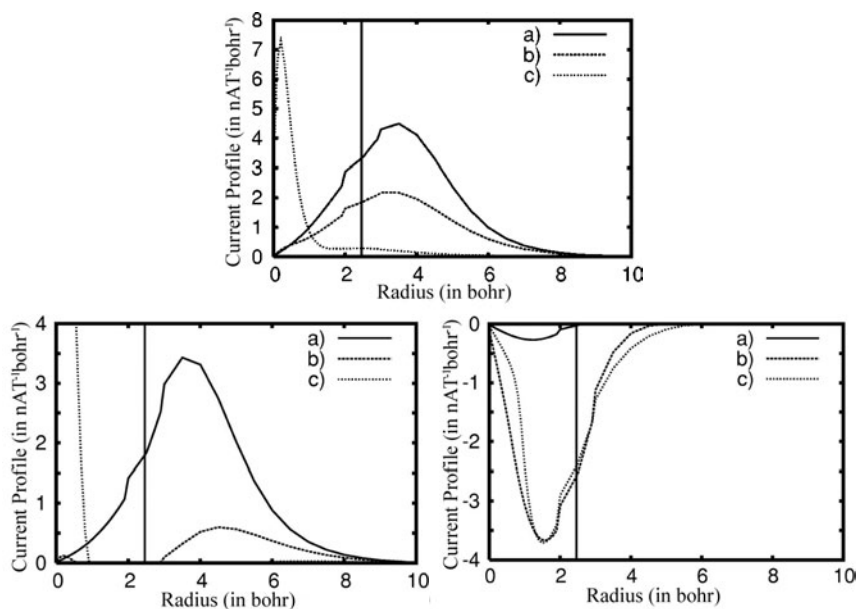 Current Profile (in nAT⁻¹bohr⁻¹)
8
7
6
5
4
3
2
1
0
a)
b)
c)
0 2 4 6 8 10
Radius (in bohr)
Current Profile (in nAT⁻¹bohr⁻¹)
4
3
2
1
0
a)
b)
c)
0 2 4 6 8 10
Radius (in bohr)
Current Profile (in nAT⁻¹bohr⁻¹)
0
-1
-2
-3
-4
a)
b)
c)
0 2 4 6 8 10
Radius (in bohr)